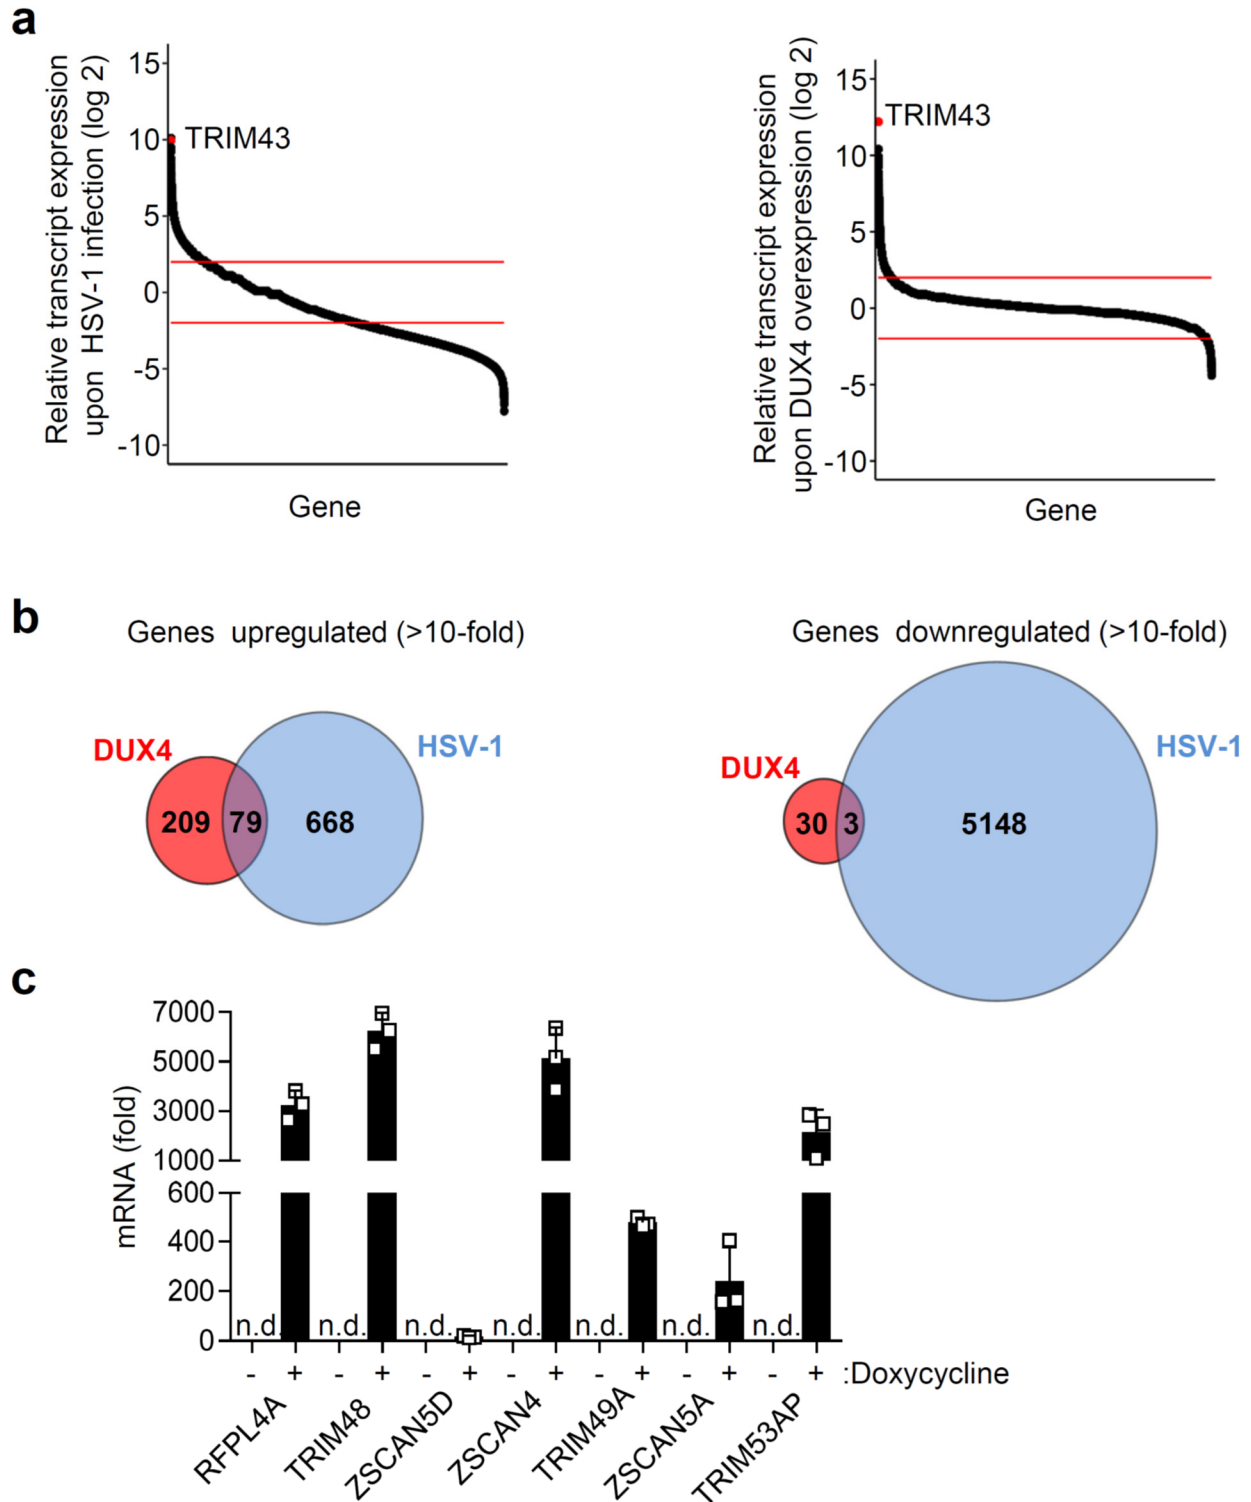 a
Relative transcript expression
upon HSV-1 infection (log 2)
15
10
5
0
-5
-10
TRIM43
Gene
Relative transcript expression
upon DUX4 overexpression (log 2)
15
10
5
0
-5
-10
TRIM43
Gene
b
Genes upregulated (>10-fold)
DUX4
HSV-1
209
79
668
Genes downregulated (>10-fold)
DUX4
HSV-1
30
3
5148
c
mRNA (fold)
7000
5000
3000
1000
600
400
200
0
n.d. n.d. n.d. n.d. n.d. n.d. n.d.
- + - + - + - + - + - + - + :Doxycycline
RFPL4A
TRIM48
ZSCAN5D
ZSCAN4
TRIM49A
ZSCAN5A
TRIM53AP